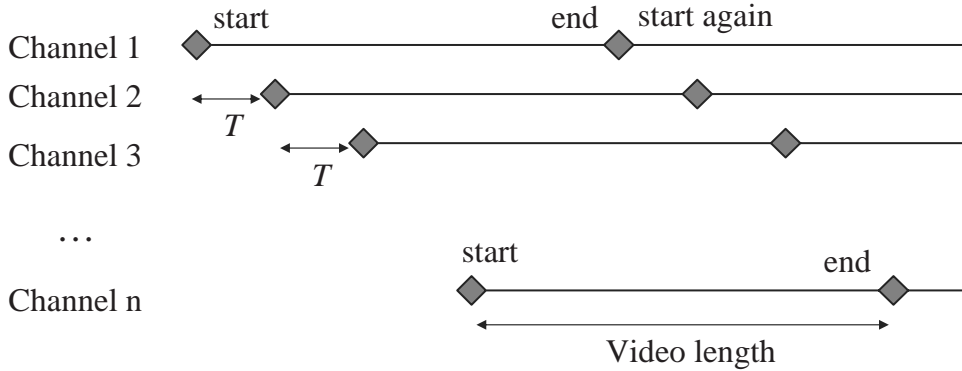 start
end
start again
Channel 1
Channel 2
T
Channel 3
T
…
start
end
Channel n
Video length